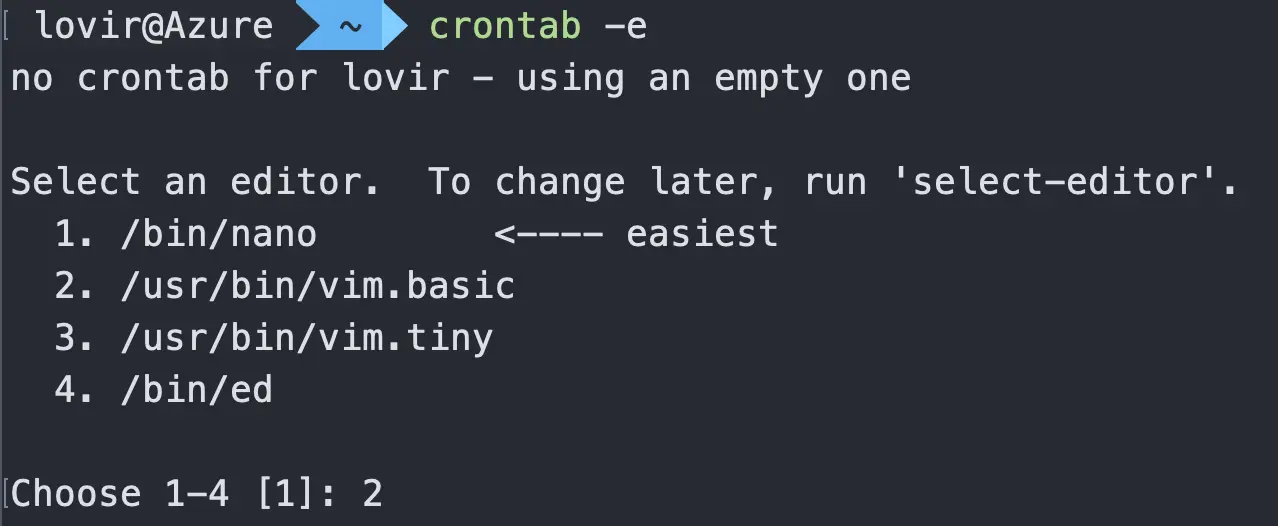 lovir@Azure ~ crontab -e
no crontab for lovir - using an empty one
Select an editor.  To change later, run 'select-editor'.
  1. /bin/nano        <---- easiest
  2. /usr/bin/vim.basic
  3. /usr/bin/vim.tiny
  4. /bin/ed
Choose 1-4 [1]: 2